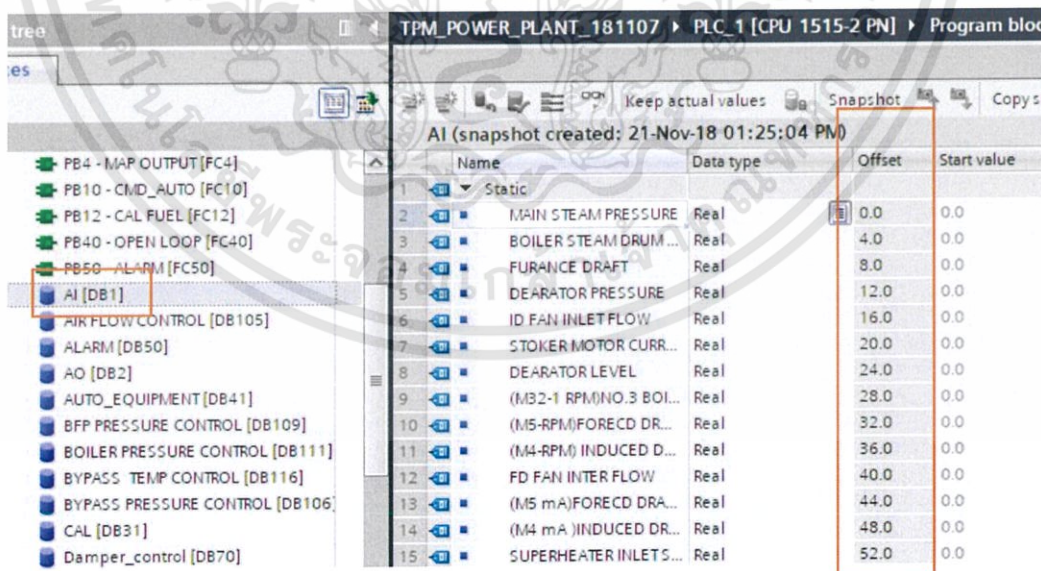 tree
TPM_POWER_PLANT_181107 ▸ PLC_1 [CPU 1515-2 PN] ▸ Program bloc
es
Keep actual values Snapshot Copy s
AI (snapshot created: 21-Nov-18 01:25:04 PM)
Name Data type Offset Start value
PB4 - MAP OUTPUT [FC4]
PB10 - CMD_AUTO [FC10]
PB12 - CAL FUEL [FC12]
PB40 - OPEN LOOP [FC40]
PB50 - ALARM [FC50]
AI [DB1]
AIR FLOW CONTROL [DB105]
ALARM [DB50]
AO [DB2]
AUTO_EQUIPMENT [DB41]
BFP PRESSURE CONTROL [DB109]
BOILER PRESSURE CONTROL [DB111]
BYPASS TEMP CONTROL [DB116]
BYPASS PRESSURE CONTROL [DB106]
CAL [DB31]
Damper_control [DB70]
1 Static
2 MAIN STEAM PRESSURE Real 0.0 0.0
3 BOILER STEAM DRUM ... Real 4.0 0.0
4 FURANCE DRAFT Real 8.0 0.0
5 DEARATOR PRESSURE Real 12.0 0.0
6 ID FAN INLET FLOW Real 16.0 0.0
7 STOKER MOTOR CURR... Real 20.0 0.0
8 DEARATOR LEVEL Real 24.0 0.0
9 (M32-1 RPM)NO.3 BOI... Real 28.0 0.0
10 (M5-RPM)FORECD DR... Real 32.0 0.0
11 (M4-RPM) INDUCED D... Real 36.0 0.0
12 FD FAN INTER FLOW Real 40.0 0.0
13 (M5 mA)FORECD DRA... Real 44.0 0.0
14 (M4 mA )INDUCED DR... Real 48.0 0.0
15 SUPERHEATER INLET S... Real 52.0 0.0